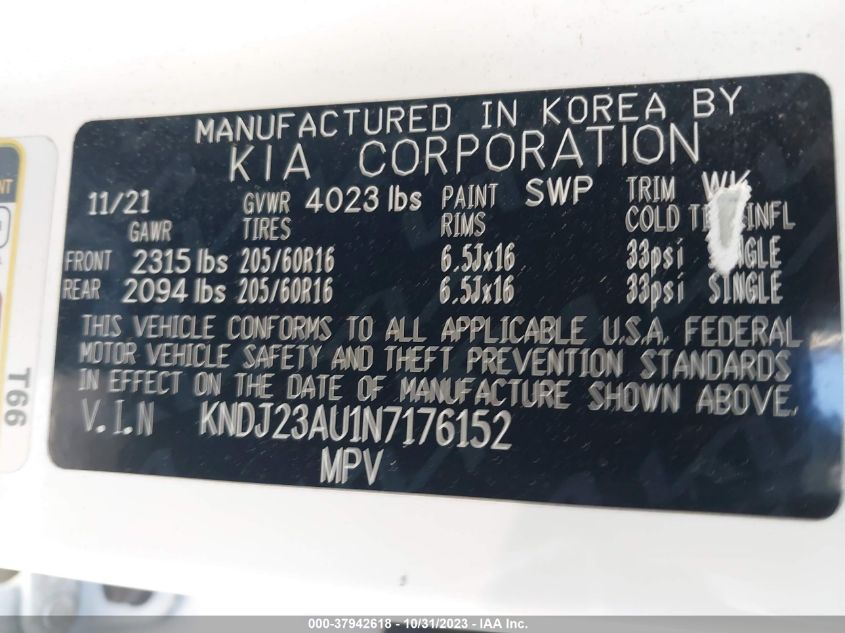 MANUFACTURED IN KOREA BY
KIA CORPORATION
11/21 GVWR 4023 lbs PAINT SWP TRIM WK
GAWR TIRES RIMS COLD INFL
FRONT 2315 lbs 205/60R16 6.5Jx16 33psi
REAR 2094 lbs 205/60R16 6.5Jx16 33psi SINGLE
THIS VEHICLE CONFORMS TO ALL APPLICABLE U.S.A. FEDERAL
MOTOR VEHICLE SAFETY AND THEFT PREVENTION STANDARDS
IN EFFECT ON THE DATE OF MANUFACTURE SHOWN ABOVE.
V.I.N KNDJ23AU1N7176152
MPV
T66
000-37942618 - 10/31/2023 - IAA Inc.